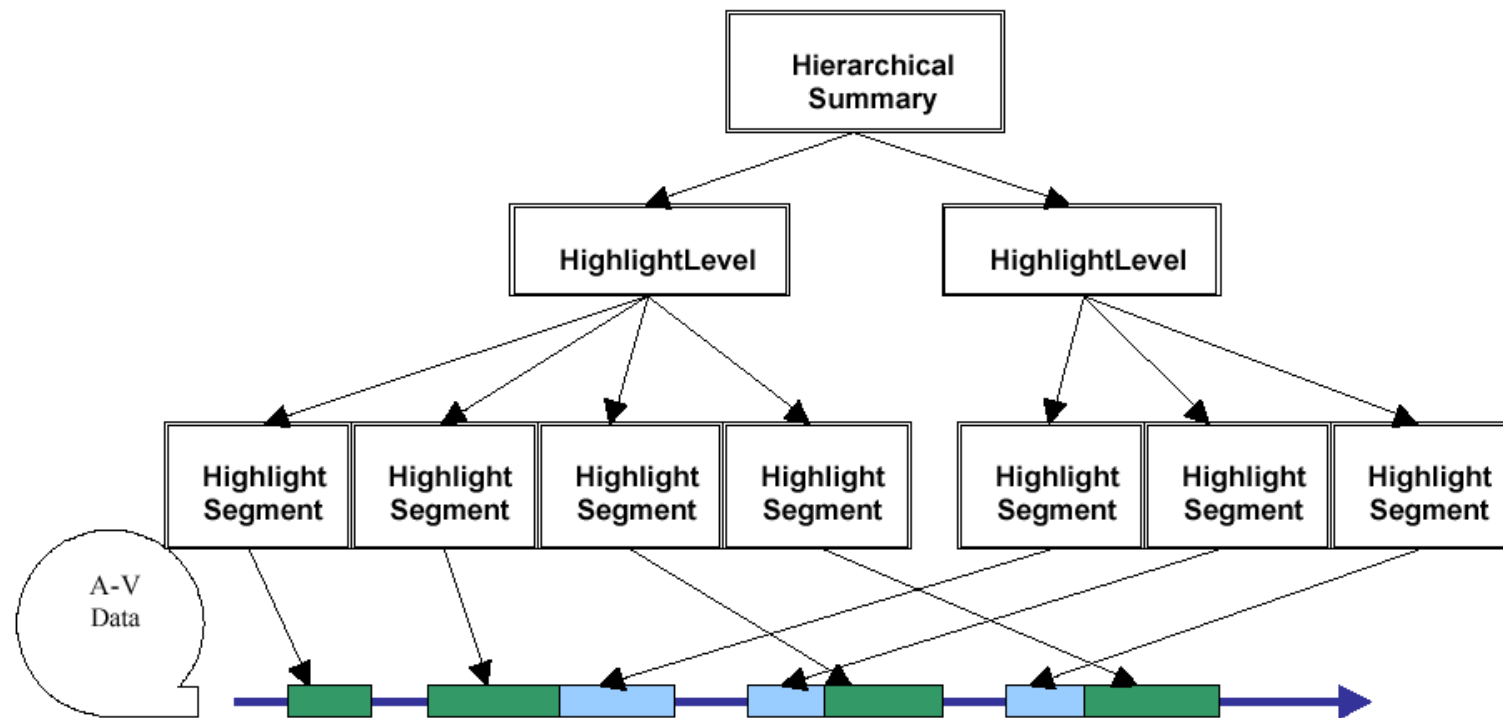 Hierarchical
Summary
HighlightLevel
HighlightLevel
Highlight
Segment
Highlight
Segment
Highlight
Segment
Highlight
Segment
Highlight
Segment
Highlight
Segment
Highlight
Segment
A-V
Data